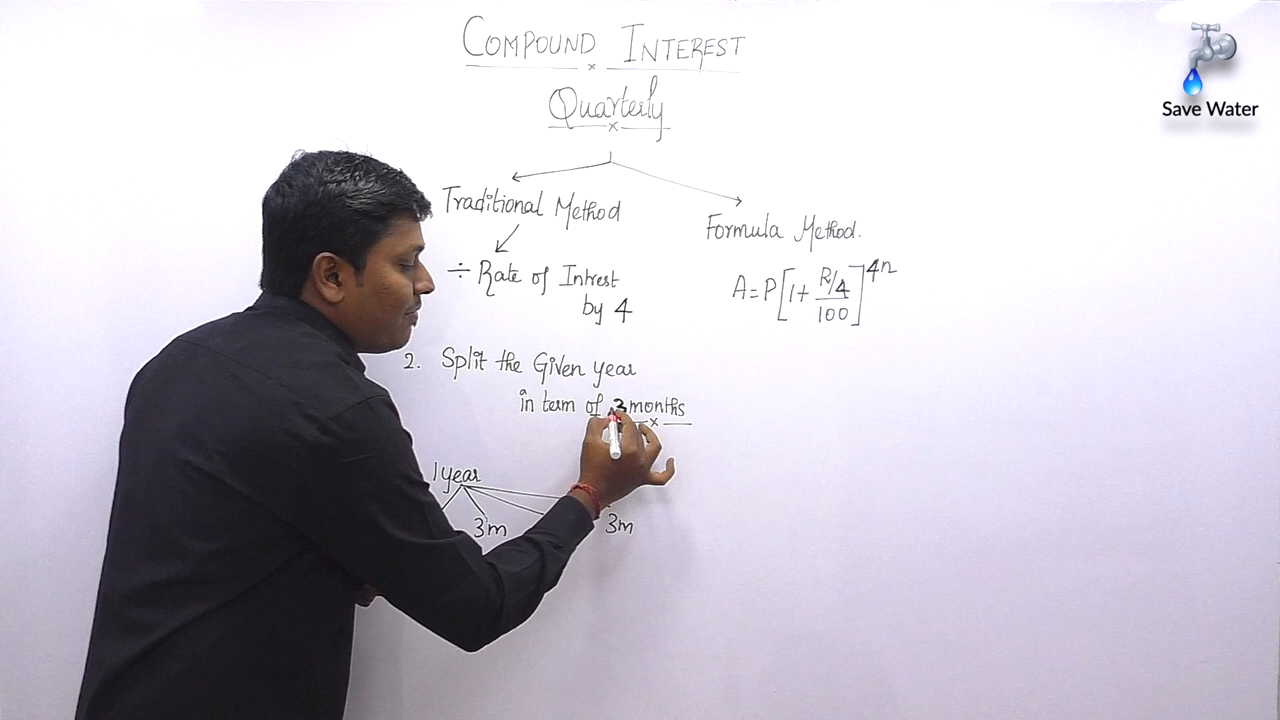 COMPOUND INTEREST
Quarterly
Traditional Method
÷ Rate of Intrest
by 4
2. Split the Given year
in term of 3 months
1 year
3m
3m
Formula Method.
A=P[1+ R/4 / 100]^4n
Save Water